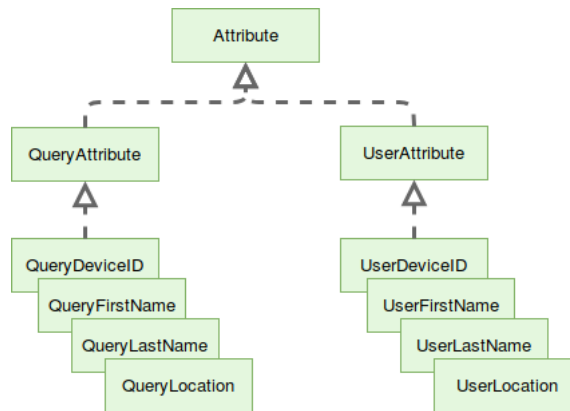 Attribute
QueryAttribute
UserAttribute
QueryDeviceID
QueryFirstName
QueryLastName
QueryLocation
UserDeviceID
UserFirstName
UserLastName
UserLocation